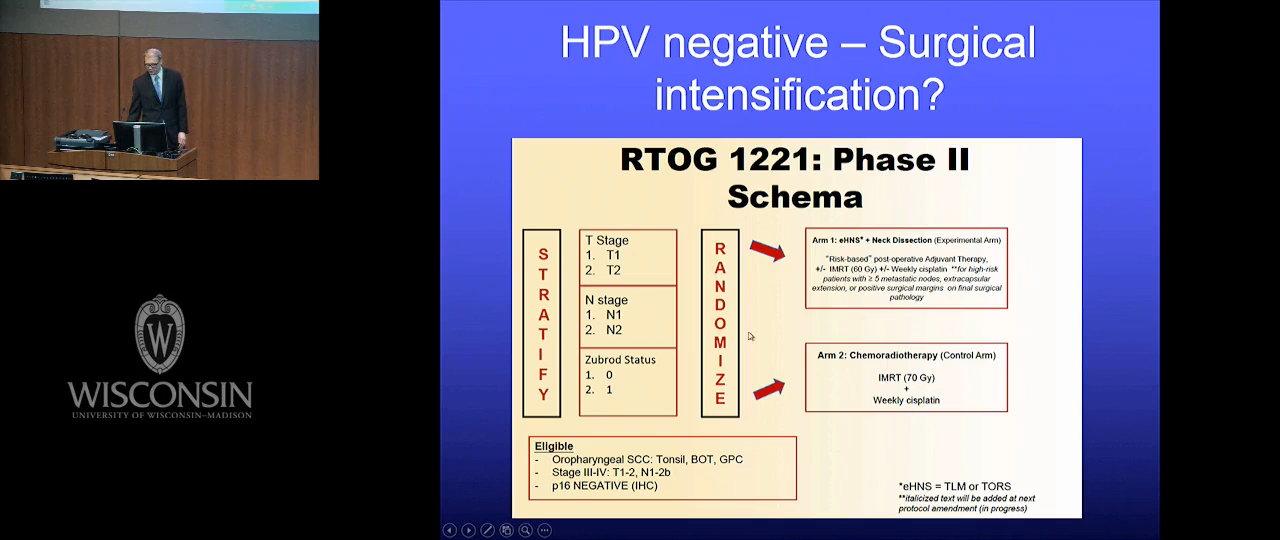 HPV negative – Surgical
intensification?
RTOG 1221: Phase II
Schema
STRATIFY
T Stage
1. T1
2. T2
N stage
1. N1
2. N2
Zubrod Status
1. 0
2. 1
RANDOMIZE
Arm 1: eHNS* + Neck Dissection (Experimental Arm)
"Risk-based" post-operative Adjuvant Therapy,
+/- IMRT (60 Gy) +/- Weekly cisplatin **for high-risk
patients with ≥ 5 metastatic nodes, extracapsular
extension, or positive surgical margins on final surgical
pathology
Arm 2: Chemoradiotherapy (Control Arm)
IMRT (70 Gy)
+
Weekly cisplatin
Eligible
- Oropharyngeal SCC: Tonsil, BOT, GPC
- Stage III-IV: T1-2, N1-2b
- p16 NEGATIVE (IHC)
*eHNS = TLM or TORS
**italicized text will be added at next
protocol amendment (in progress)
W
WISCONSIN
UNIVERSITY OF WISCONSIN–MADISON